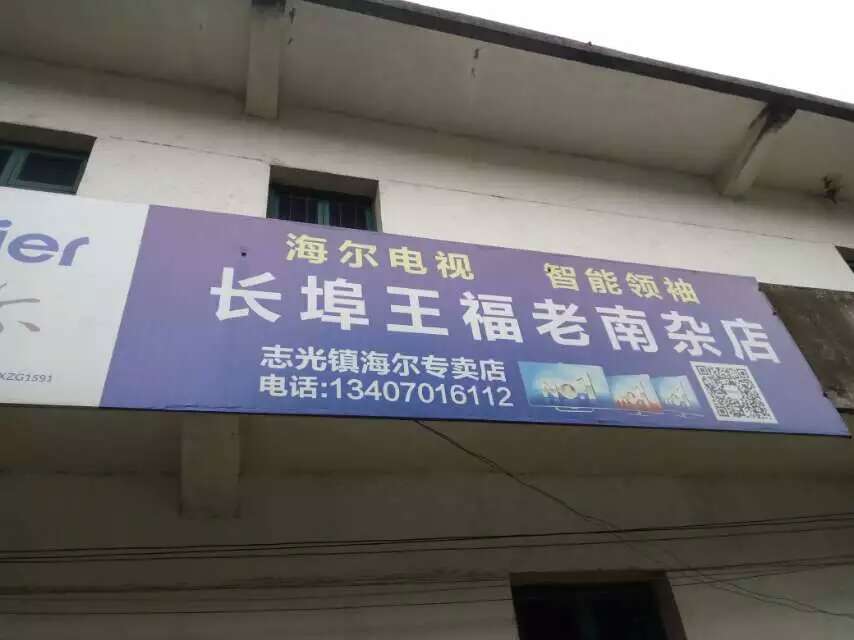 ier
海尔电视 智能领袖
长埠王福老南杂店
志光镇海尔专卖店
电话:13407016112
NO.1
XZG1591